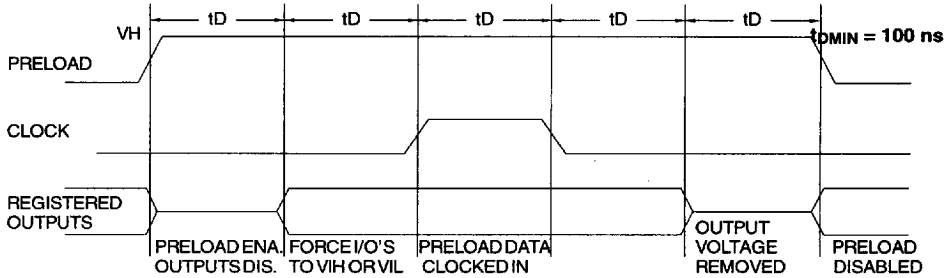 tD tD tD tD tD
VH
tDMIN = 100 ns
PRELOAD
CLOCK
REGISTERED
OUTPUTS
PRELOAD ENA.
OUTPUTS DIS.
FORCE I/O'S
TO VIH OR VIL
PRELOAD DATA
CLOCKED IN
OUTPUT
VOLTAGE
REMOVED
PRELOAD
DISABLED